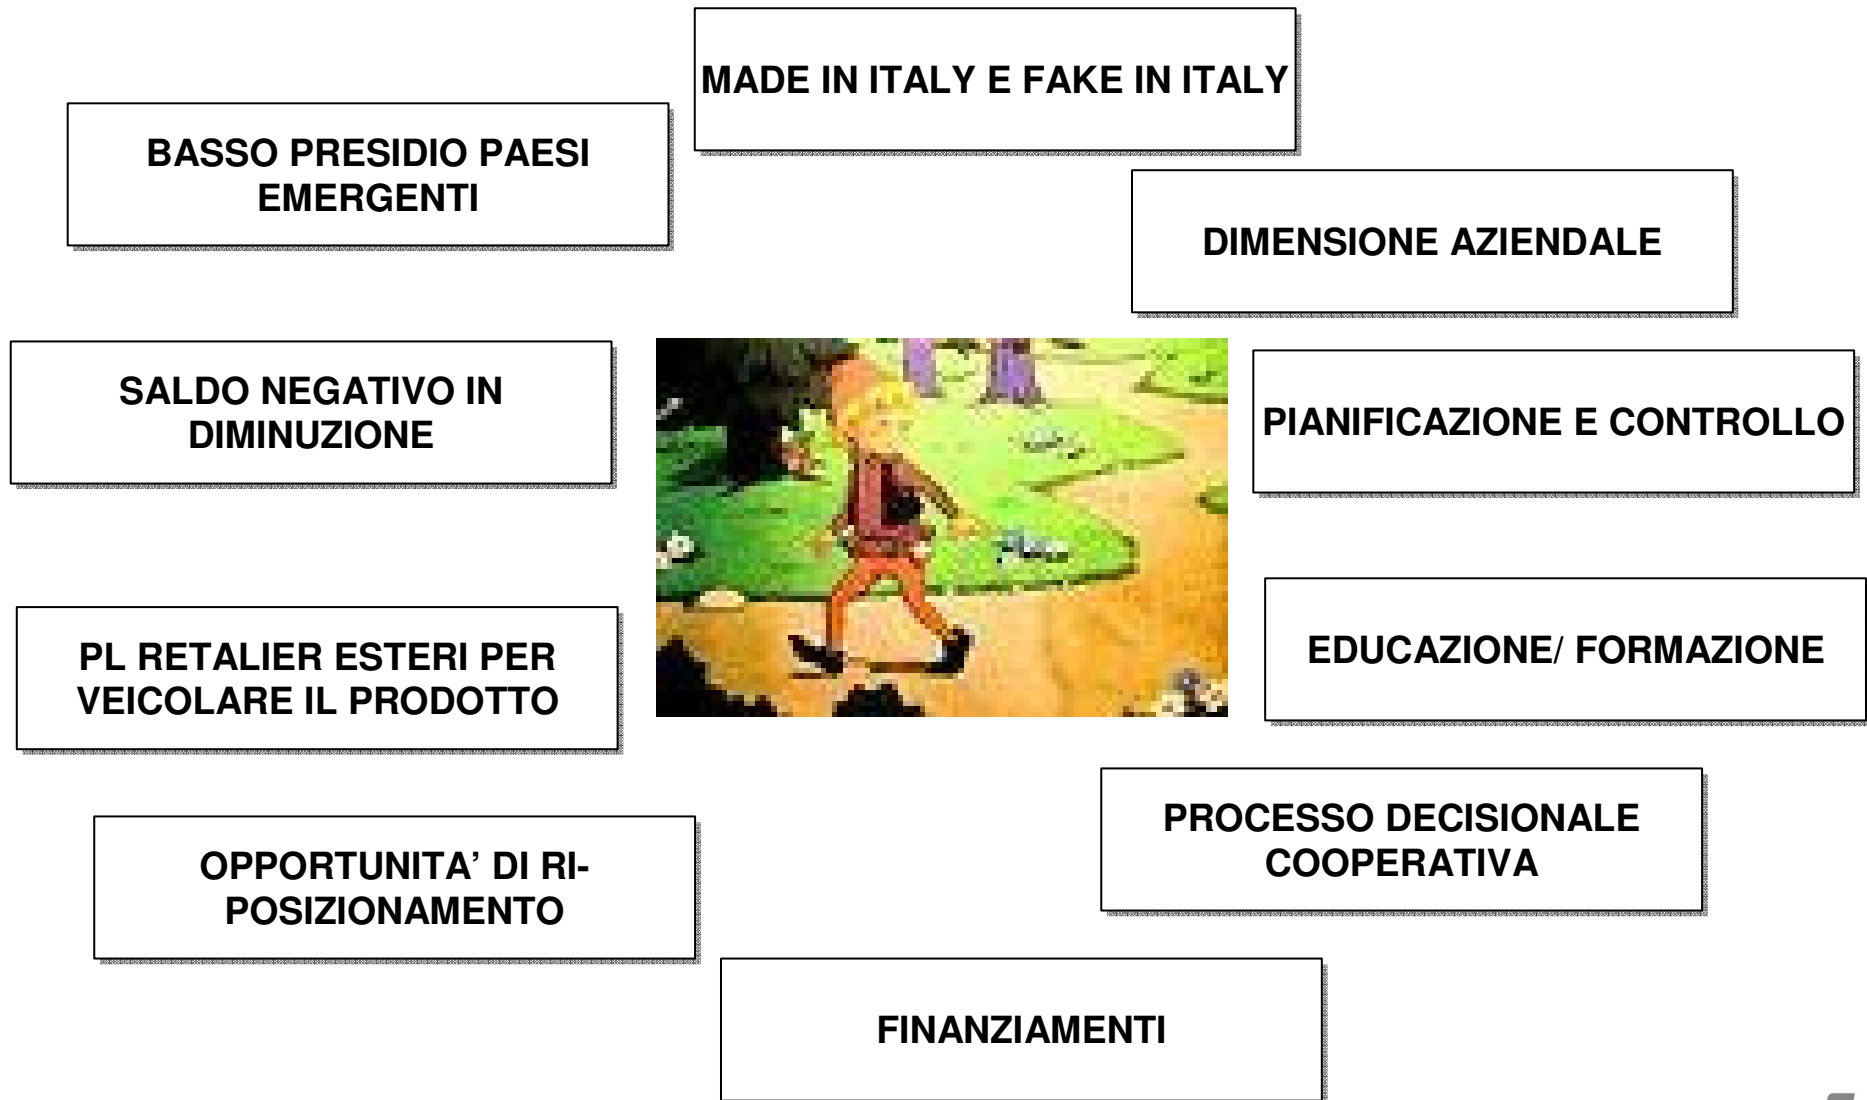 MADE IN ITALY E FAKE IN ITALY
BASSO PRESIDIO PAESI
EMERGENTI
DIMENSIONE AZIENDALE
SALDO NEGATIVO IN
DIMINUZIONE
PIANIFICAZIONE E CONTROLLO
PL RETALIER ESTERI PER
VEICOLARE IL PRODOTTO
EDUCAZIONE/ FORMAZIONE
PROCESSO DECISIONALE
COOPERATIVA
OPPORTUNITA’ DI RI-
POSIZIONAMENTO
FINANZIAMENTI